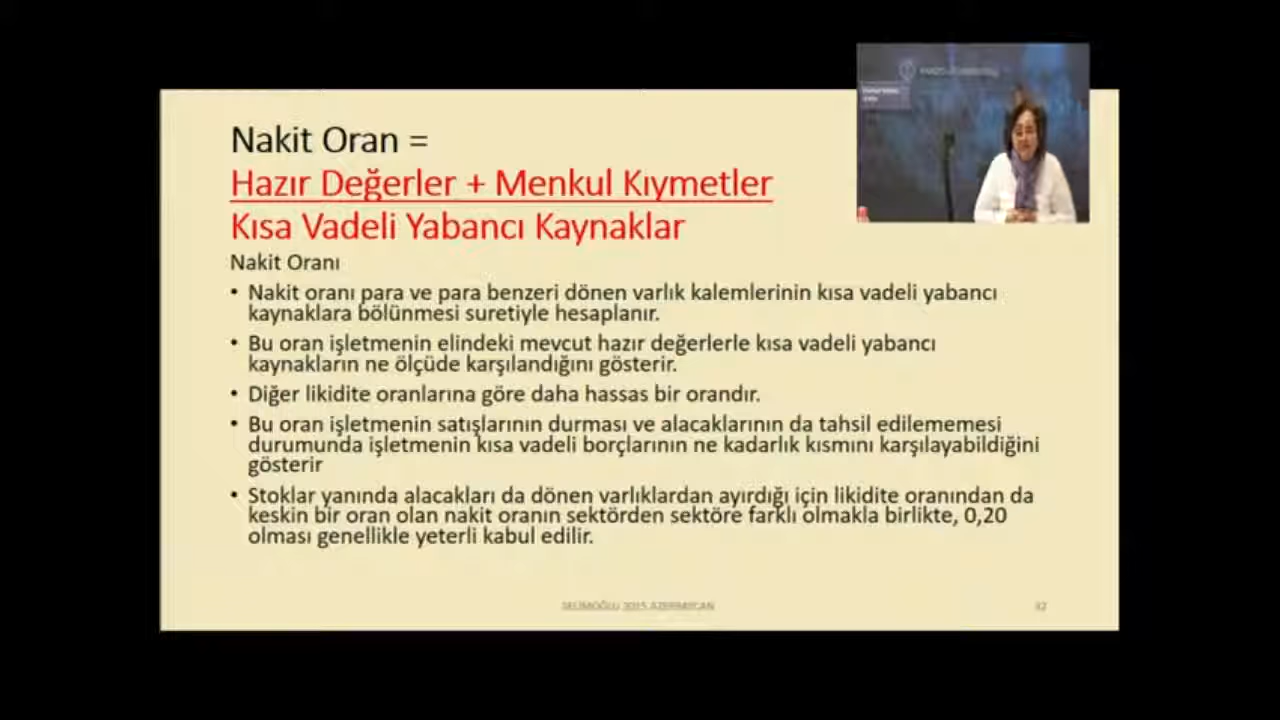 Nakit Oran =
Hazır Değerler + Menkul Kıymetler
Kısa Vadeli Yabancı Kaynaklar
Nakit Oranı
• Nakit oranı para ve para benzeri dönen varlık kalemlerinin kısa vadeli yabancı
kaynaklara bölünmesi suretiyle hesaplanır.
• Bu oran işletmenin elindeki mevcut hazır değerlerle kısa vadeli yabancı
kaynakların ne ölçüde karşılandığını gösterir.
• Diğer likidite oranlarına göre daha hassas bir orandır.
• Bu oran işletmenin satışlarının durması ve alacaklarının da tahsil edilememesi
durumunda işletmenin kısa vadeli borçlarının ne kadarlık kısmını karşılayabildiğini
gösterir
• Stoklar yanında alacakları da dönen varlıklardan ayırdığı için likidite oranından da
keskin bir oran olan nakit oranın sektörden sektöre farklı olmakla birlikte, 0,20
olması genellikle yeterli kabul edilir.
SELİMOĞLU 2015 AZERBAYCAN